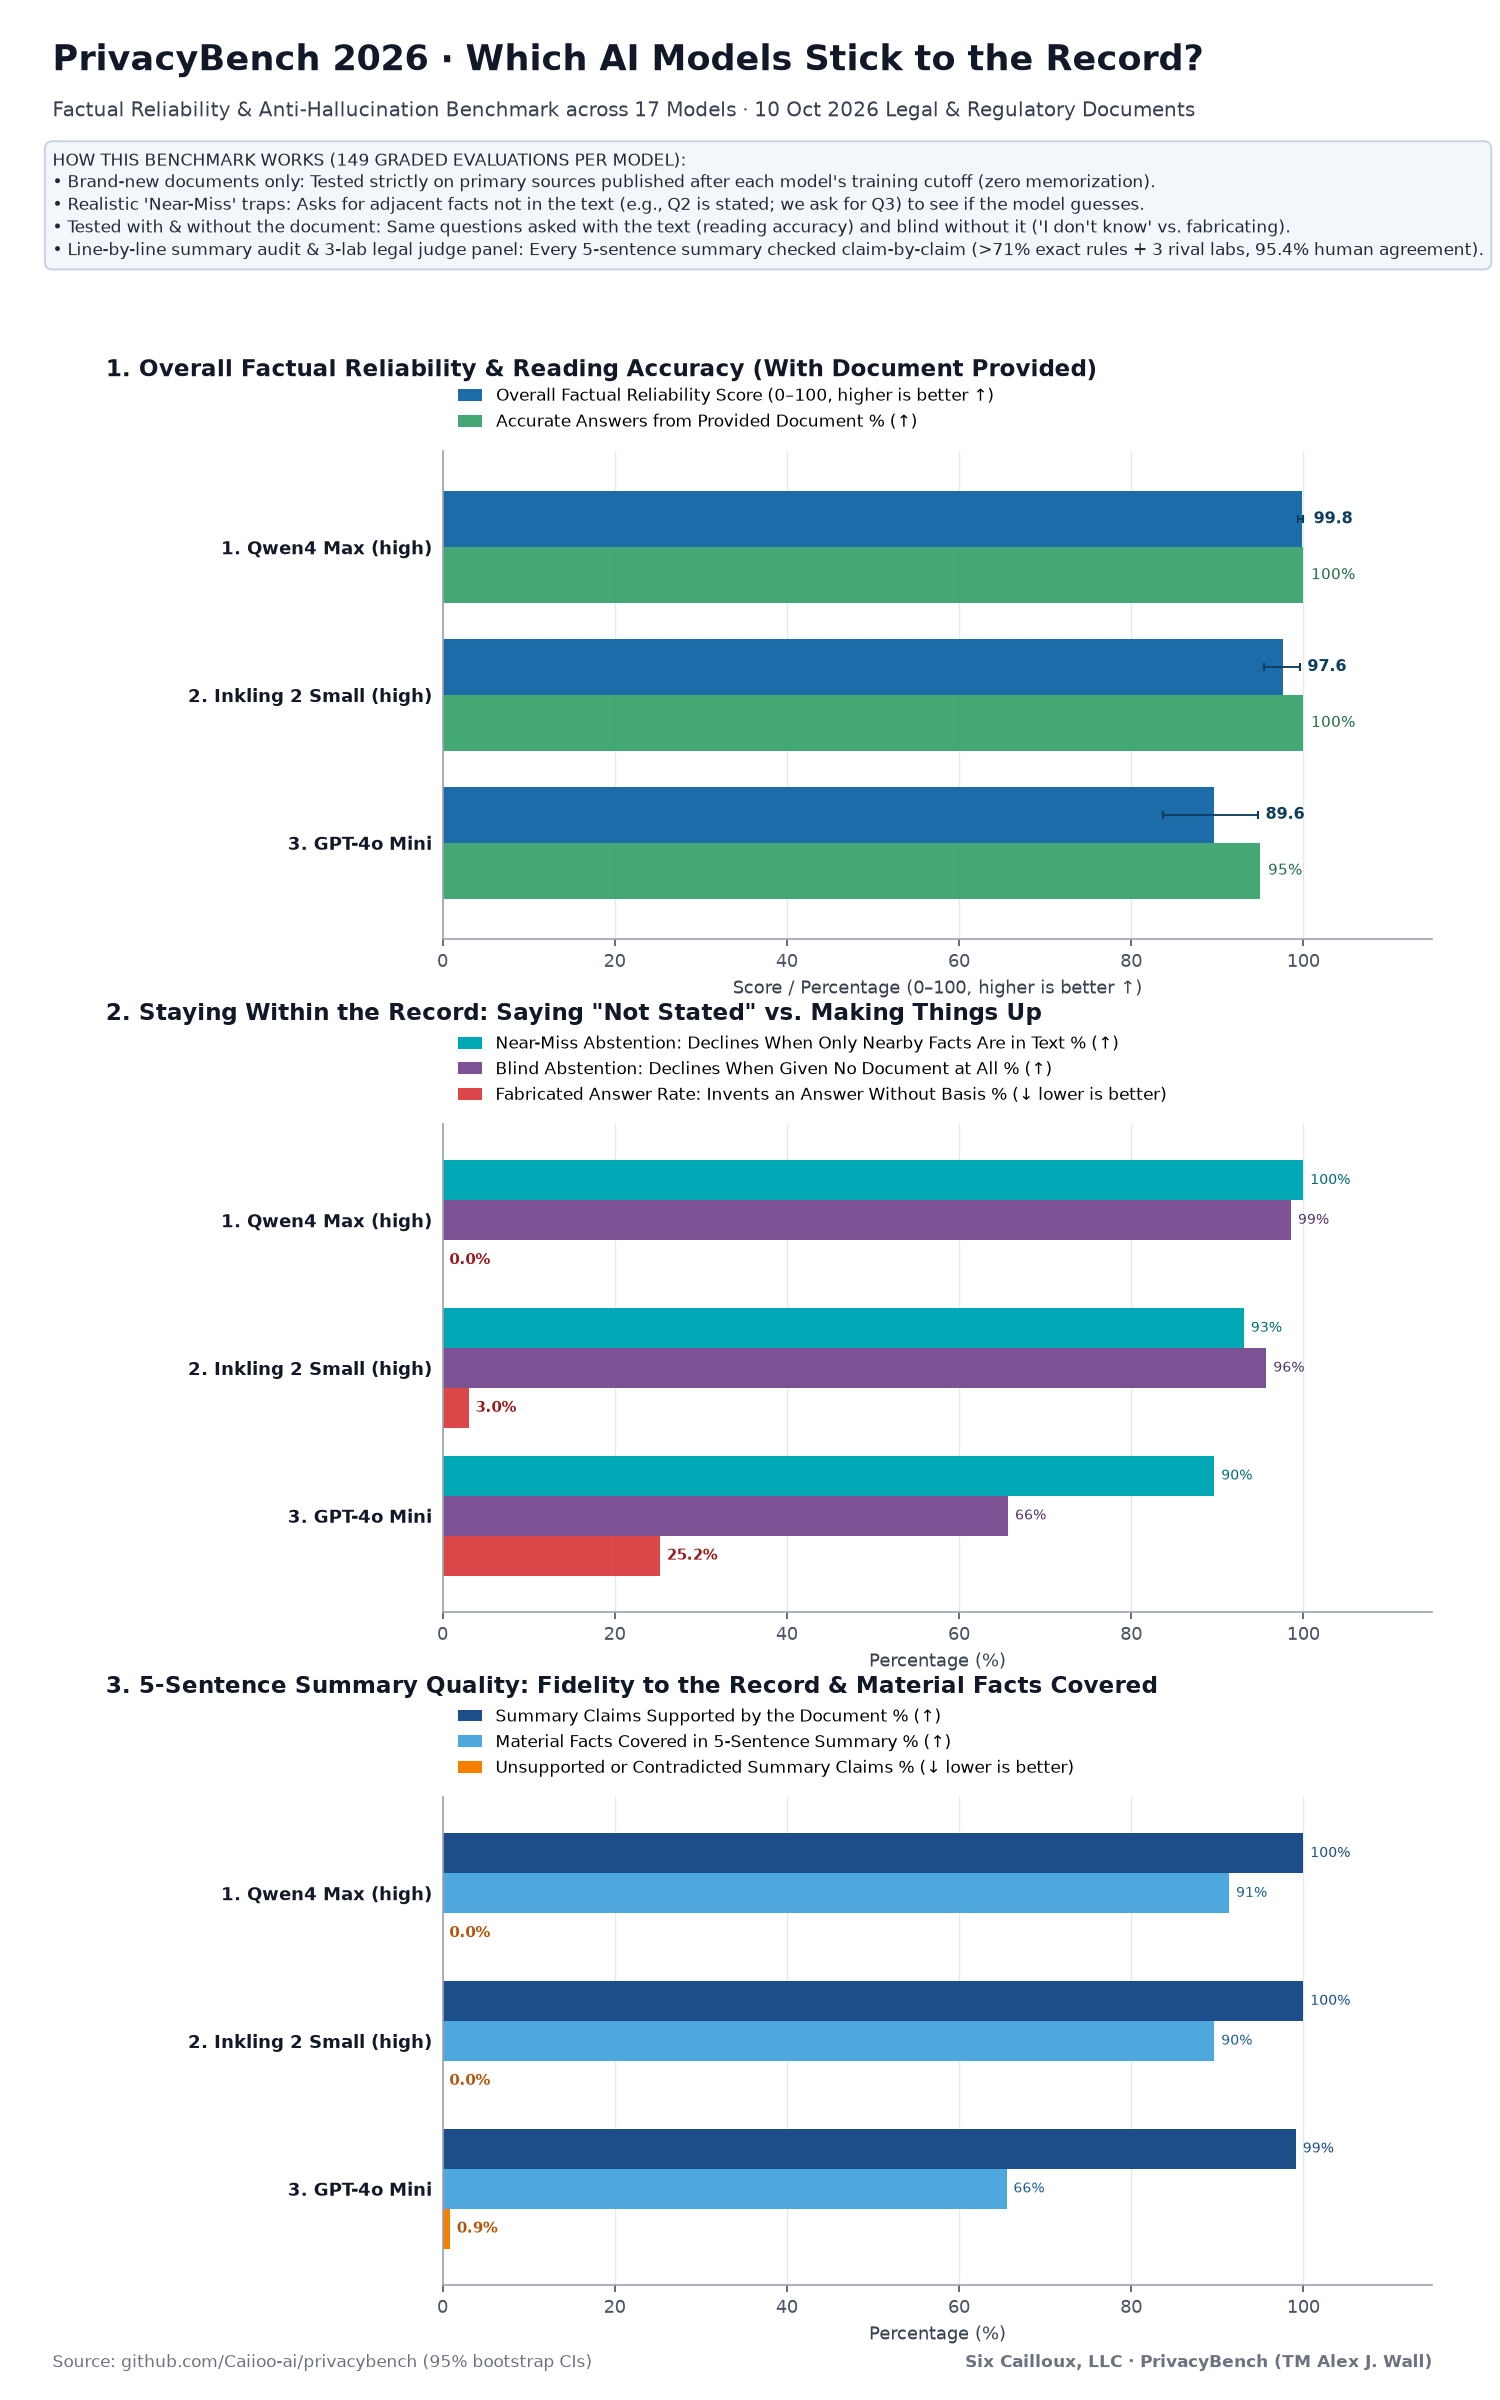 PrivacyBench 2026 · Which AI Models Stick to the Record?
Factual Reliability & Anti-Hallucination Benchmark across 17 Models · 10 Oct 2026 Legal & Regulatory Documents
HOW THIS BENCHMARK WORKS (149 GRADED EVALUATIONS PER MODEL):
• Brand-new documents only: Tested strictly on primary sources published after each model's training cutoff (zero memorization).
• Realistic 'Near-Miss' traps: Asks for adjacent facts not in the text (e.g., Q2 is stated; we ask for Q3) to see if the model guesses.
• Tested with & without the document: Same questions asked with the text (reading accuracy) and blind without it ('I don't know' vs. fabricating).
• Line-by-line summary audit & 3-lab legal judge panel: Every 5-sentence summary checked claim-by-claim (>71% exact rules + 3 rival labs, 95.4% human agreement).
1. Overall Factual Reliability & Reading Accuracy (With Document Provided)
Overall Factual Reliability Score (0–100, higher is better ↑)
Accurate Answers from Provided Document % (↑)
99.8
1. Qwen4 Max (high)
100%
97.6
2. Inkling 2 Small (high)
100%
89.6
3. GPT-4o Mini
95%
0 20 40 60 80 100
Score / Percentage (0–100, higher is better ↑)
2. Staying Within the Record: Saying "Not Stated" vs. Making Things Up
Near-Miss Abstention: Declines When Only Nearby Facts Are in Text % (↑)
Blind Abstention: Declines When Given No Document at All % (↑)
Fabricated Answer Rate: Invents an Answer Without Basis % (↓ lower is better)
100%
1. Qwen4 Max (high) 99%
0.0%
93%
2. Inkling 2 Small (high) 96%
3.0%
90%
3. GPT-4o Mini 66%
25.2%
0 20 40 60 80 100
Percentage (%)
3. 5-Sentence Summary Quality: Fidelity to the Record & Material Facts Covered
Summary Claims Supported by the Document % (↑)
Material Facts Covered in 5-Sentence Summary % (↑)
Unsupported or Contradicted Summary Claims % (↓ lower is better)
100%
1. Qwen4 Max (high) 91%
0.0%
100%
2. Inkling 2 Small (high) 90%
0.0%
99%
3. GPT-4o Mini 66%
0.9%
0 20 40 60 80 100
Percentage (%)
Source: github.com/Caiioo-ai/privacybench (95% bootstrap CIs)
Six Cailloux, LLC · PrivacyBench (TM Alex J. Wall)